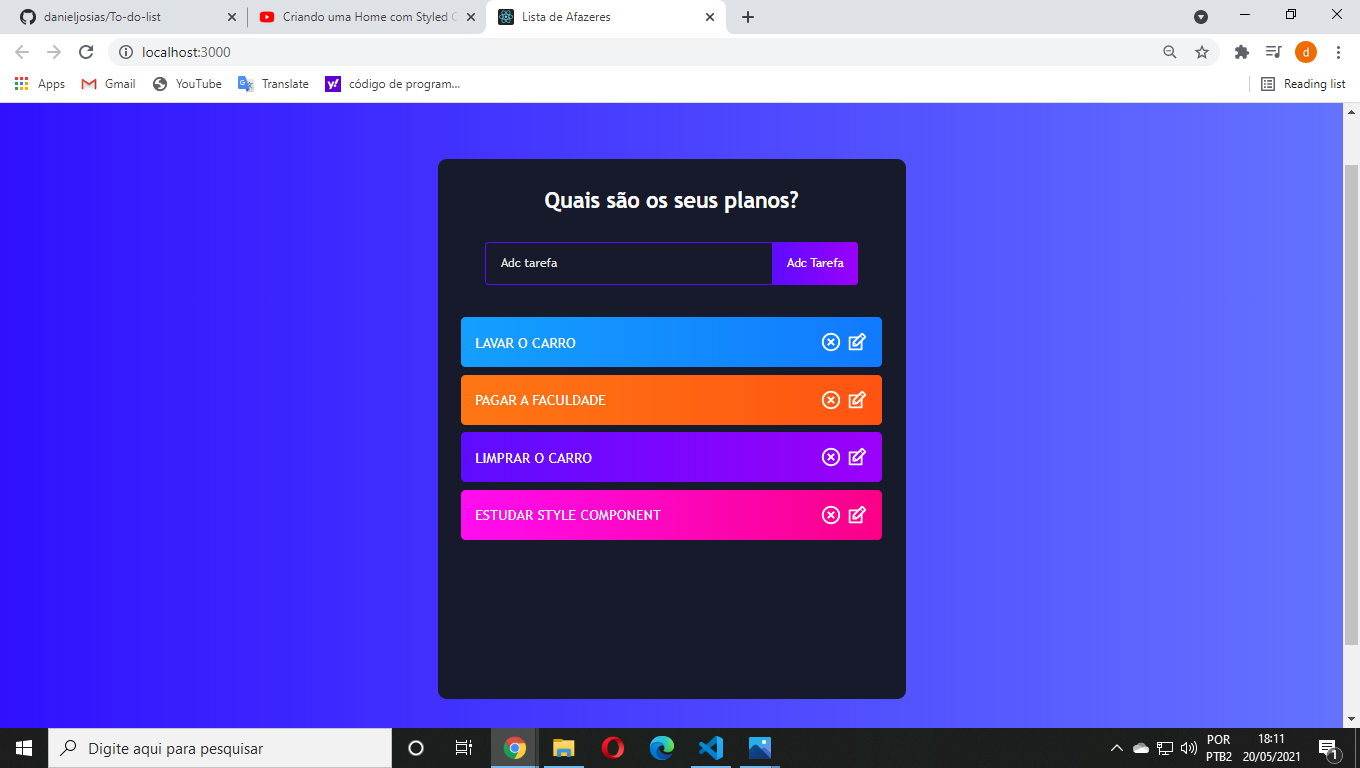 danieljosias/To-do-list
Criando uma Home com Styled C
Lista de Afazeres
localhost:3000
d
Apps
Gmail
YouTube
Translate
código de program...
Reading list
Quais são os seus planos?
Adc tarefa
Adc Tarefa
LAVAR O CARRO
PAGAR A FACULDADE
LIMPRAR O CARRO
ESTUDAR STYLE COMPONENT
Digite aqui para pesquisar
POR
PTB2
18:11
20/05/2021
1